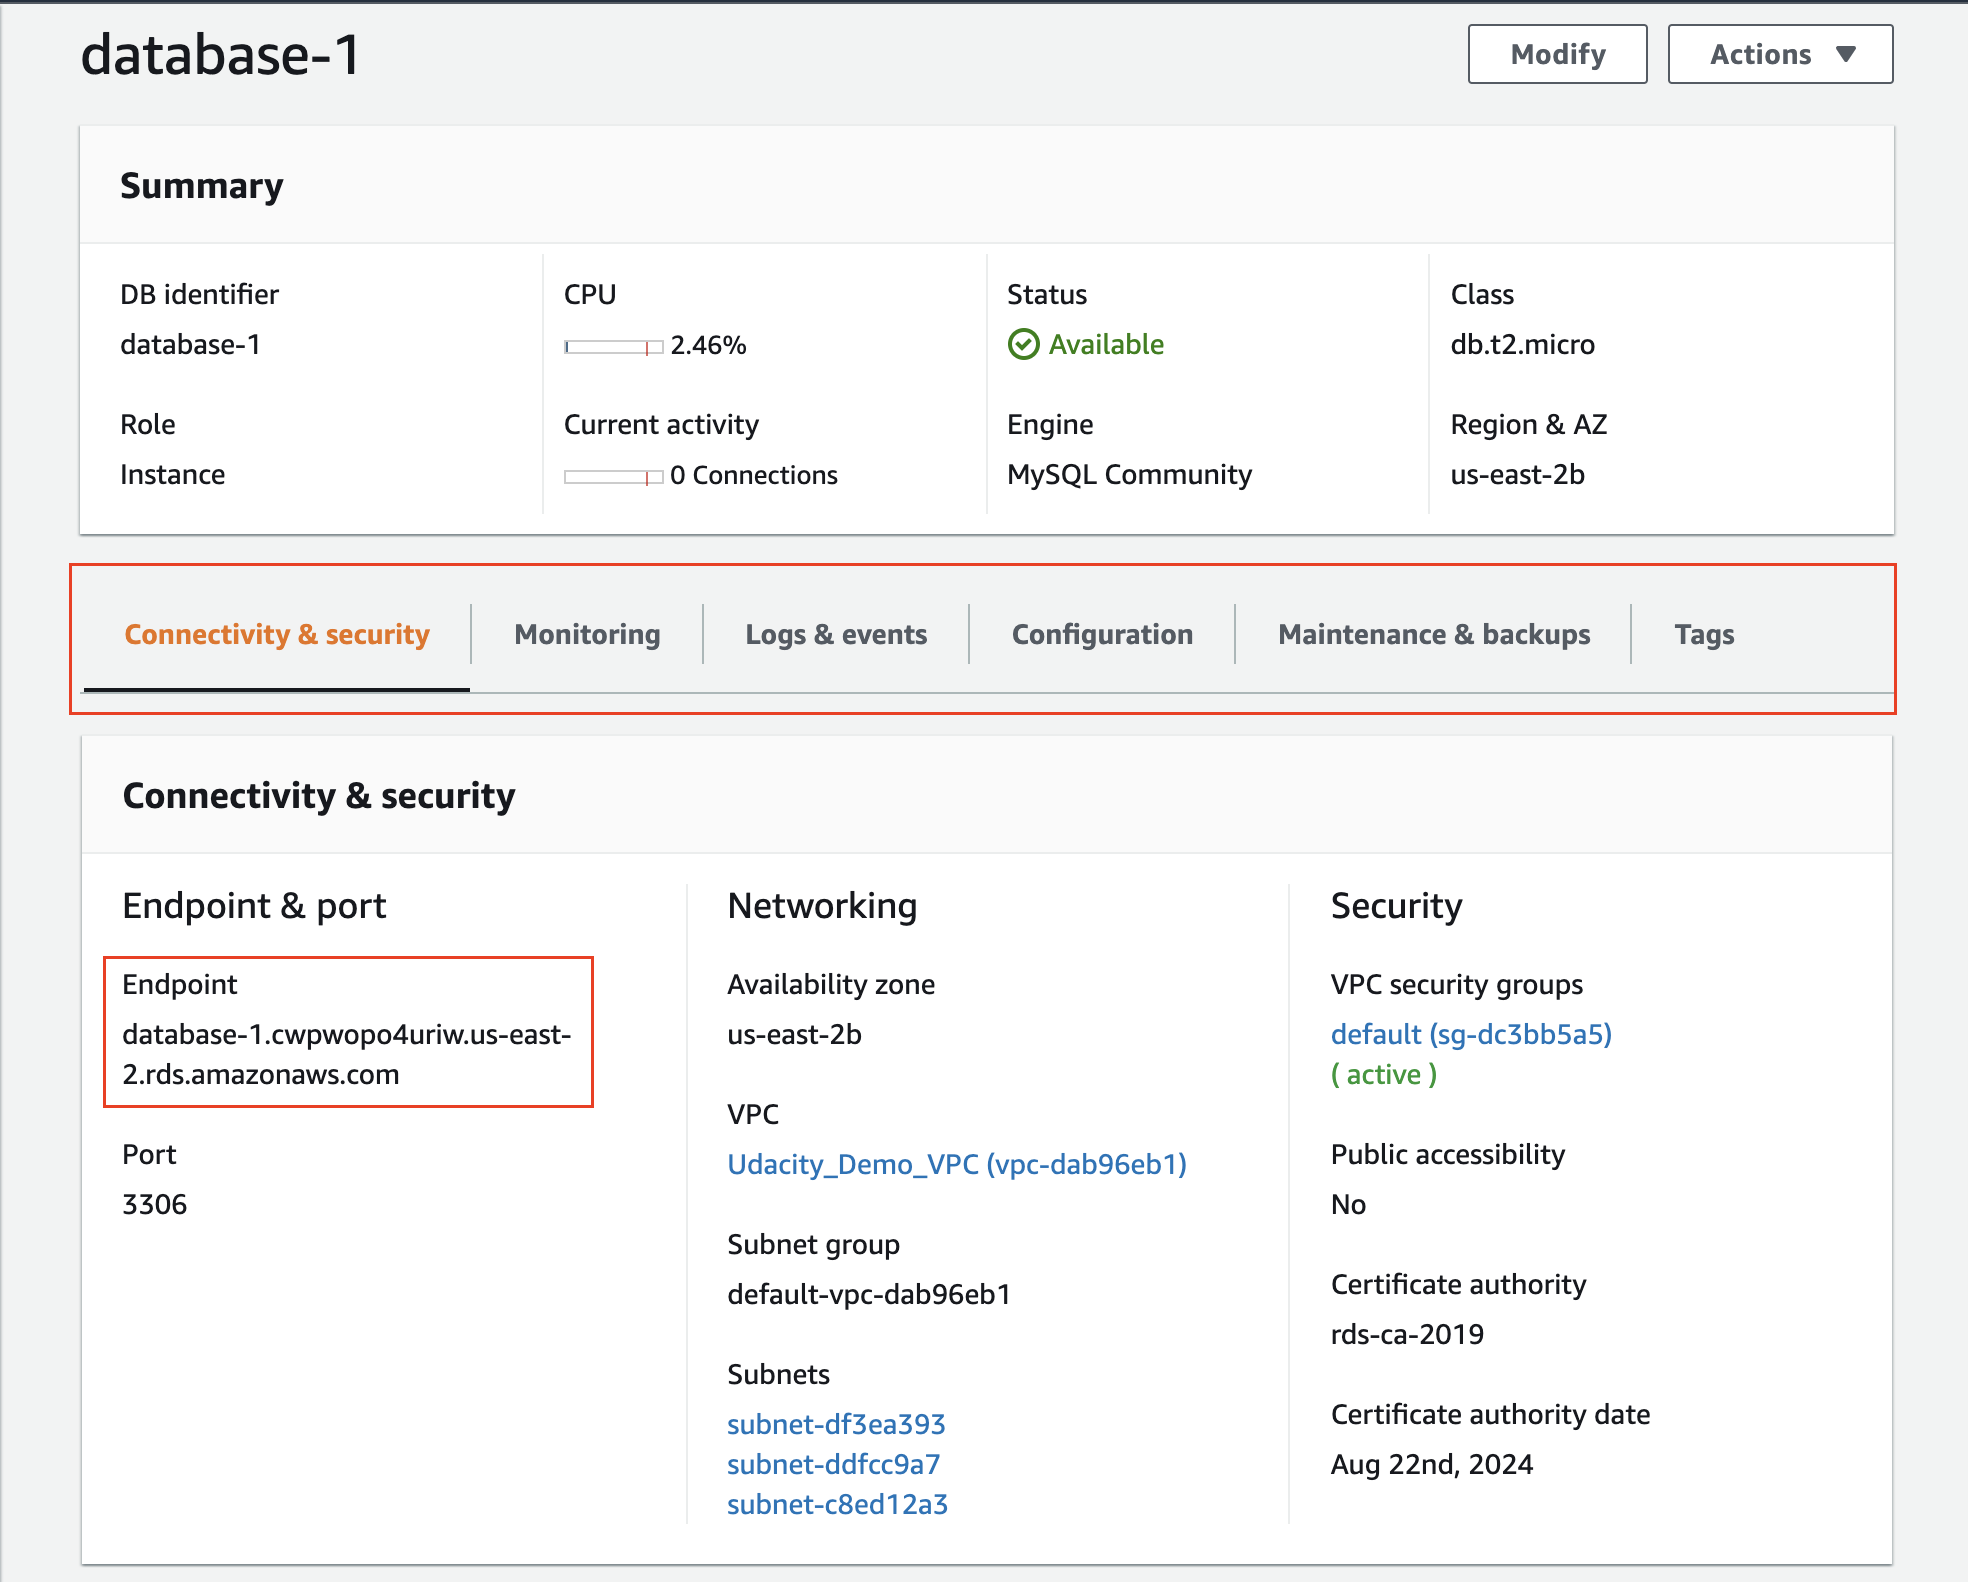 database-1
Modify
Actions
Summary
DB identifier
database-1
CPU
2.46%
Status
Available
Class
db.t2.micro
Role
Instance
Current activity
0 Connections
Engine
MySQL Community
Region & AZ
us-east-2b
Connectivity & security
Monitoring
Logs & events
Configuration
Maintenance & backups
Tags
Connectivity & security
Endpoint & port
Endpoint
database-1.cwpwopo4uriw.us-east-
2.rds.amazonaws.com
Port
3306
Networking
Availability zone
us-east-2b
VPC
Udacity_Demo_VPC (vpc-dab96eb1)
Subnet group
default-vpc-dab96eb1
Subnets
subnet-df3ea393
subnet-ddfcc9a7
subnet-c8ed12a3
Security
VPC security groups
default (sg-dc3bb5a5)
( active )
Public accessibility
No
Certificate authority
rds-ca-2019
Certificate authority date
Aug 22nd, 2024